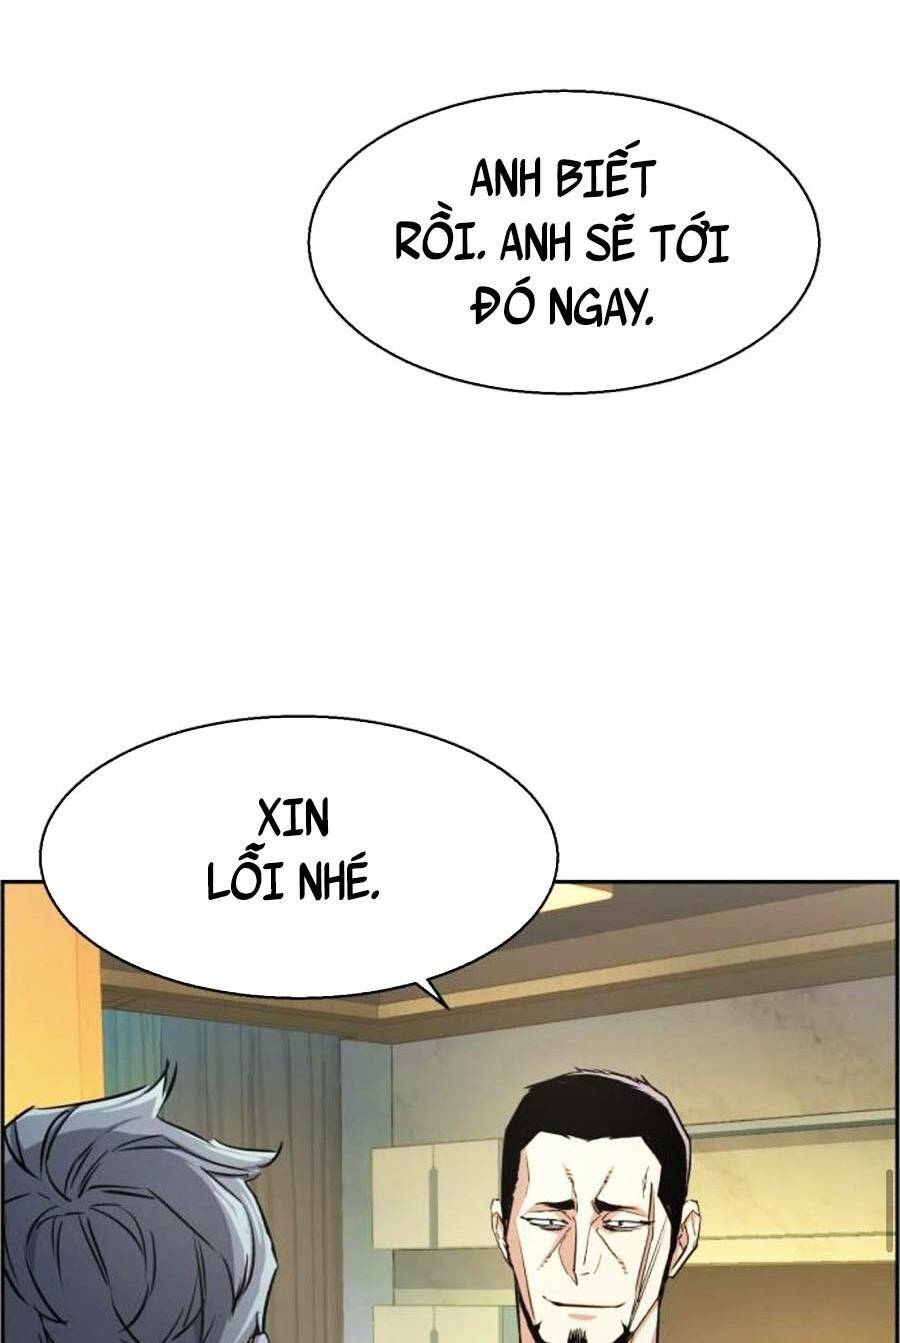 ANH BIẾT
RỒI. ANH SẼ TỚI
ĐÓ NGAY.
XIN
LỖI NHÉ.